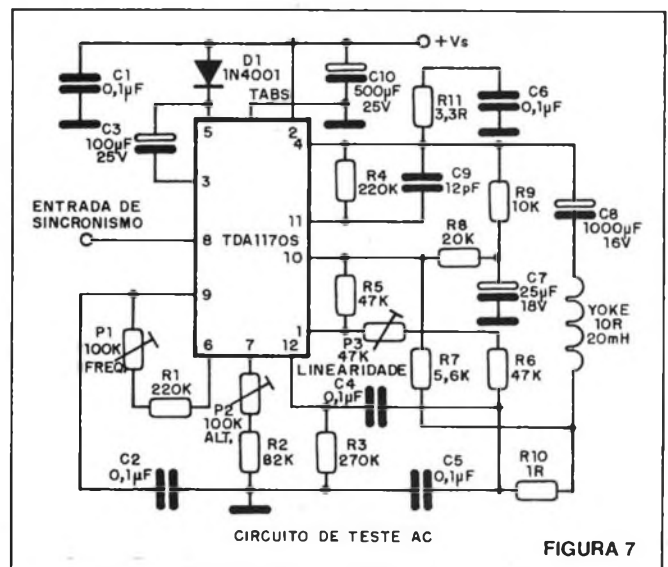 +Vs
C1
0,1µF
D1
1N4001
TABS
C10
500µF
25V
R11
3,3R
C6
0,1µF
C3
100µF
25V
5
2
4
3
R4
220K
C9
12pF
R9
10K
C8
1000µF
16V
ENTRADA DE
SINCRONISMO
8
TDA1170S
11
10
R8
20K
C7
25µF
18V
YOKE
10R
20mH
9
R5
47K
1
6
7
12
P1
100K
FREQ.
R1
220K
P2
100K
ALT.
P3
47K
LINEARIDADE
R7
5,6K
R6
47K
C4
0,1µF
R2
82K
R3
270K
C2
0,1µF
C5
0,1µF
R10
1R
CIRCUITO DE TESTE AC
FIGURA 7